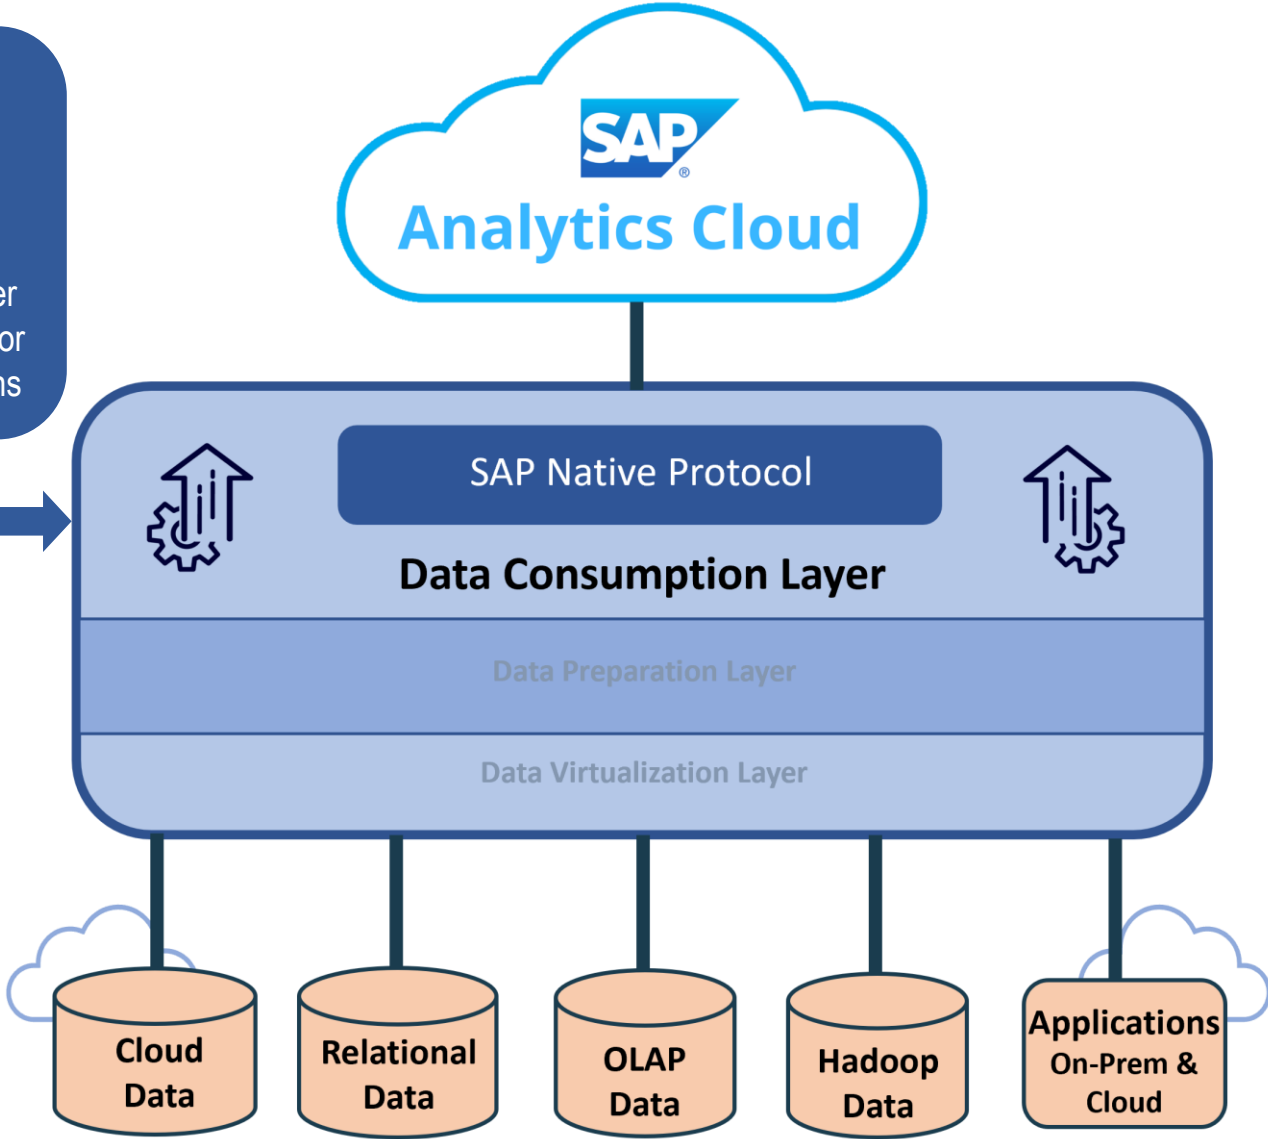 SAP
®
Analytics Cloud
SAP Native Protocol
Data Consumption Layer
Data Preparation Layer
Data Virtualization Layer
Cloud
Data
Relational
Data
OLAP
Data
Hadoop
Data
Applications
On-Prem &
Cloud